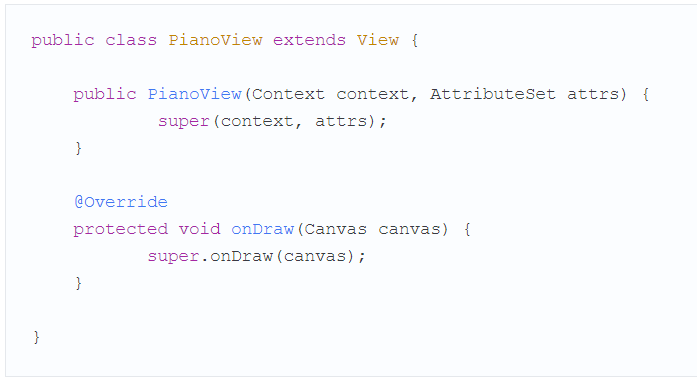 public class PianoView extends View {
public PianoView(Context context, AttributeSet attrs) {
super(context, attrs);
}
@Override
protected void onDraw(Canvas canvas) {
super.onDraw(canvas);
}
}